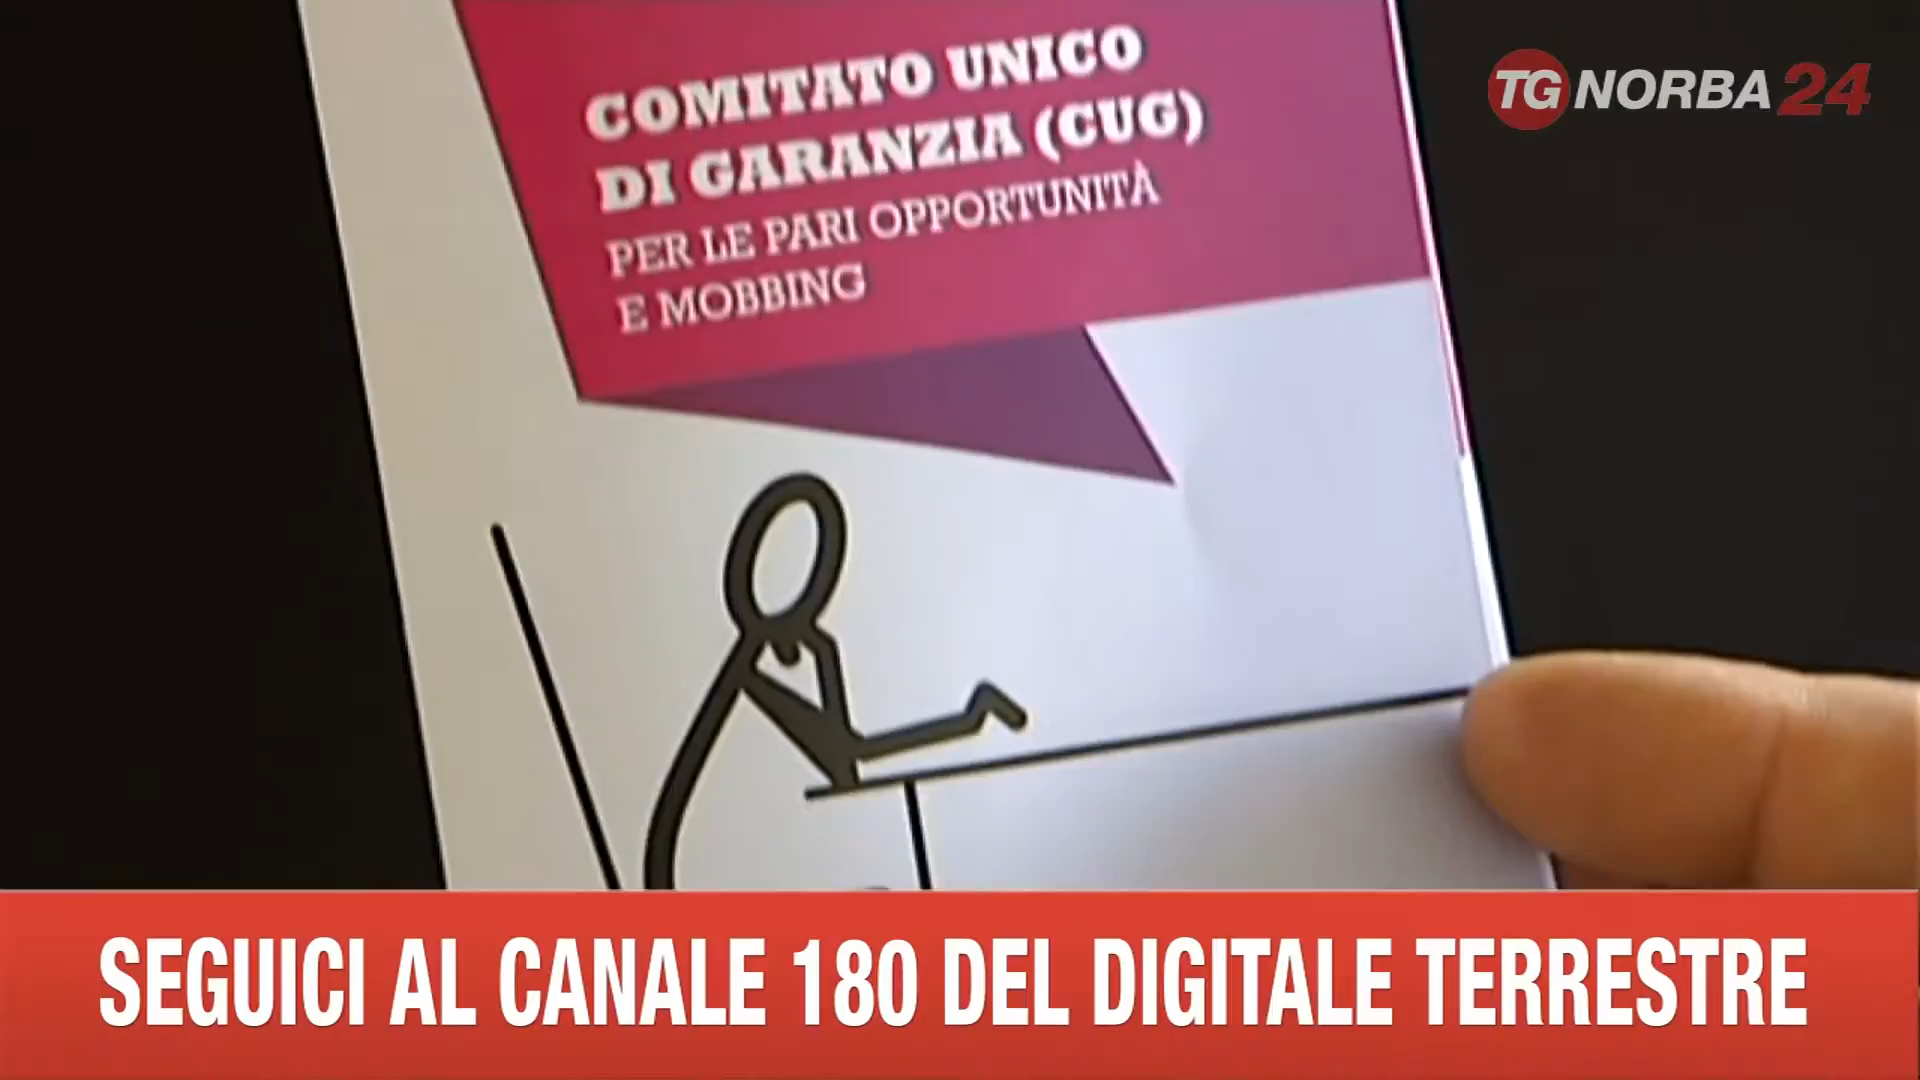 COMITATO UNICO
DI GARANZIA (CUG)
PER LE PARI OPPORTUNITÀ
E MOBBING
TG NORBA 24
SEGUICI AL CANALE 180 DEL DIGITALE TERRESTRE